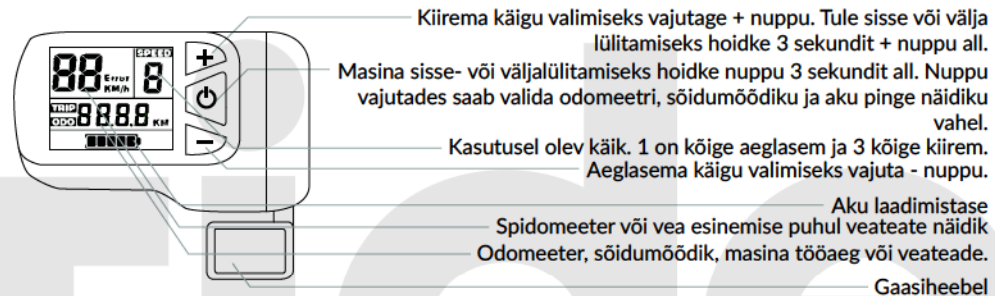 Kiirema käigu valimiseks vajutage + nuppu. Tule sisse või välja
lülitamiseks hoidke 3 sekundit + nuppu all.
Masina sisse- või väljalülitamiseks hoidke nuppu 3 sekundit all. Nuppu
vajutades saab valida odomeetri, sõidumõõdiku ja aku pinge näidiku
vahel.
Kasutusel olev käik. 1 on kõige aeglasem ja 3 kõige kiirem.
Aeglasema käigu valimiseks vajuta - nuppu.
Aku laadimistase
Spidomeeter või vea esinemise puhul veateate näidik
Odomeeter, sõidumõõdik, masina tööaeg või veateade.
Gaasiheebel
SPEED
88 Error 8
KM/h
TRIP
ODO 888.8 KM
+
-